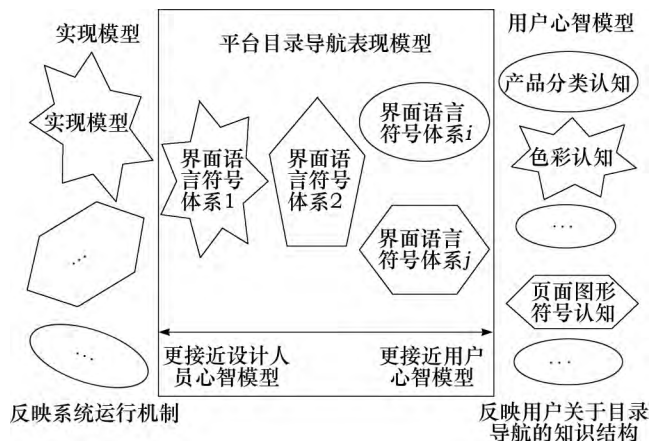 实现模型
实现模型
...
...
反映系统运行机制
平台目录导航表现模型
界面语
言符号
体系1
界面语
言符号
体系2
界面语言
符号体系i
界面语言
符号体系j
更接近设计人
员心智模型
更接近用户
心智模型
用户心智模型
产品分类认知
色彩认知
...
页面图形
符号认知
...
反映用户关于目录
导航的知识结构